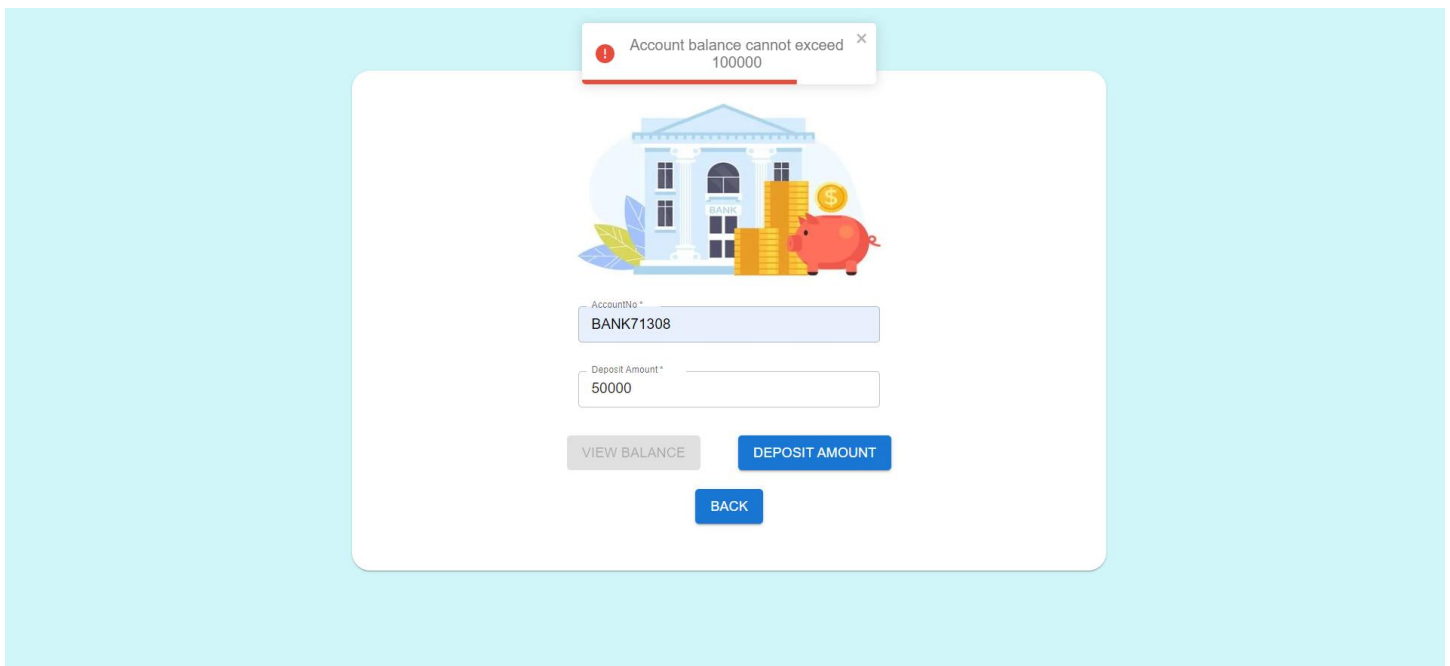 Account balance cannot exceed
100000
BANK
AccountNo *
BANK71308
Deposit Amount *
50000
VIEW BALANCE
DEPOSIT AMOUNT
BACK